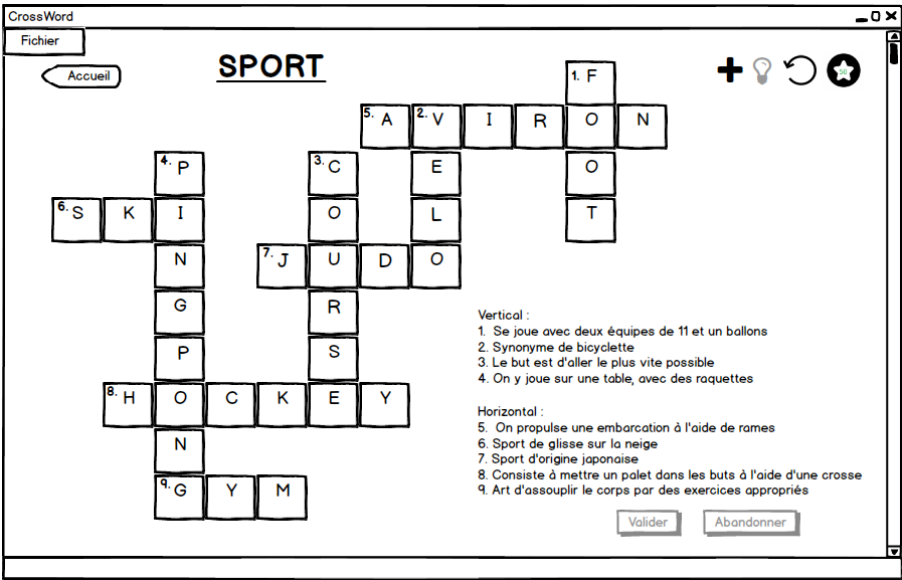 CrossWord
Fichier
Accueil
SPORT
1. F
5. A 2. V I R O N
4. P 3. C E O
6. S K I O L T
N 7. J U D O
G R
P S
8. H O C K E Y
N
9. G Y M
Vertical :
1. Se joue avec deux équipes de 11 et un ballons
2. Synonyme de bicyclette
3. Le but est d'aller le plus vite possible
4. On y joue sur une table, avec des raquettes
Horizontal :
5. On propulse une embarcation à l'aide de rames
6. Sport de glisse sur la neige
7. Sport d'origine japonaise
8. Consiste à mettre un palet dans les buts à l'aide d'une crosse
9. Art d'assouplir le corps par des exercices appropriés
Valider Abandonner